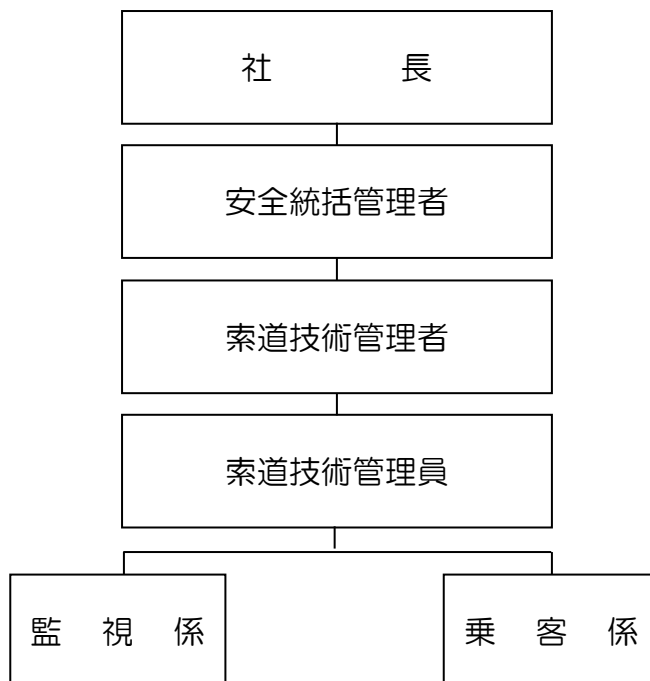 社　　　　長
安全統括管理者
索道技術管理者
索道技術管理員
監　視　係
乗　客　係